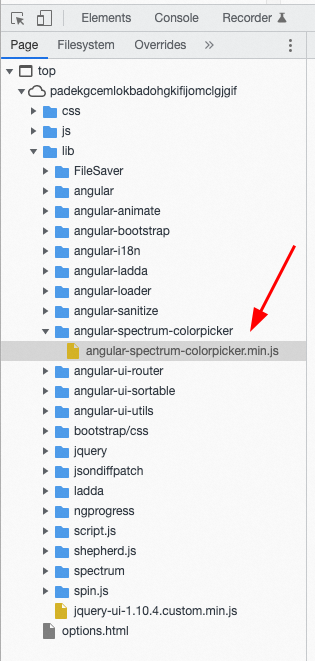 Elements Console Recorder
Page Filesystem Overrides »
top
padekgcemlokbadohgkifijomclgjgif
css
js
lib
FileSaver
angular
angular-animate
angular-bootstrap
angular-i18n
angular-ladda
angular-loader
angular-sanitize
angular-spectrum-colorpicker
angular-spectrum-colorpicker.min.js
angular-ui-router
angular-ui-sortable
angular-ui-utils
bootstrap/css
jquery
jsondiffpatch
ladda
ngprogress
script.js
shepherd.js
spectrum
spin.js
jquery-ui-1.10.4.custom.min.js
options.html